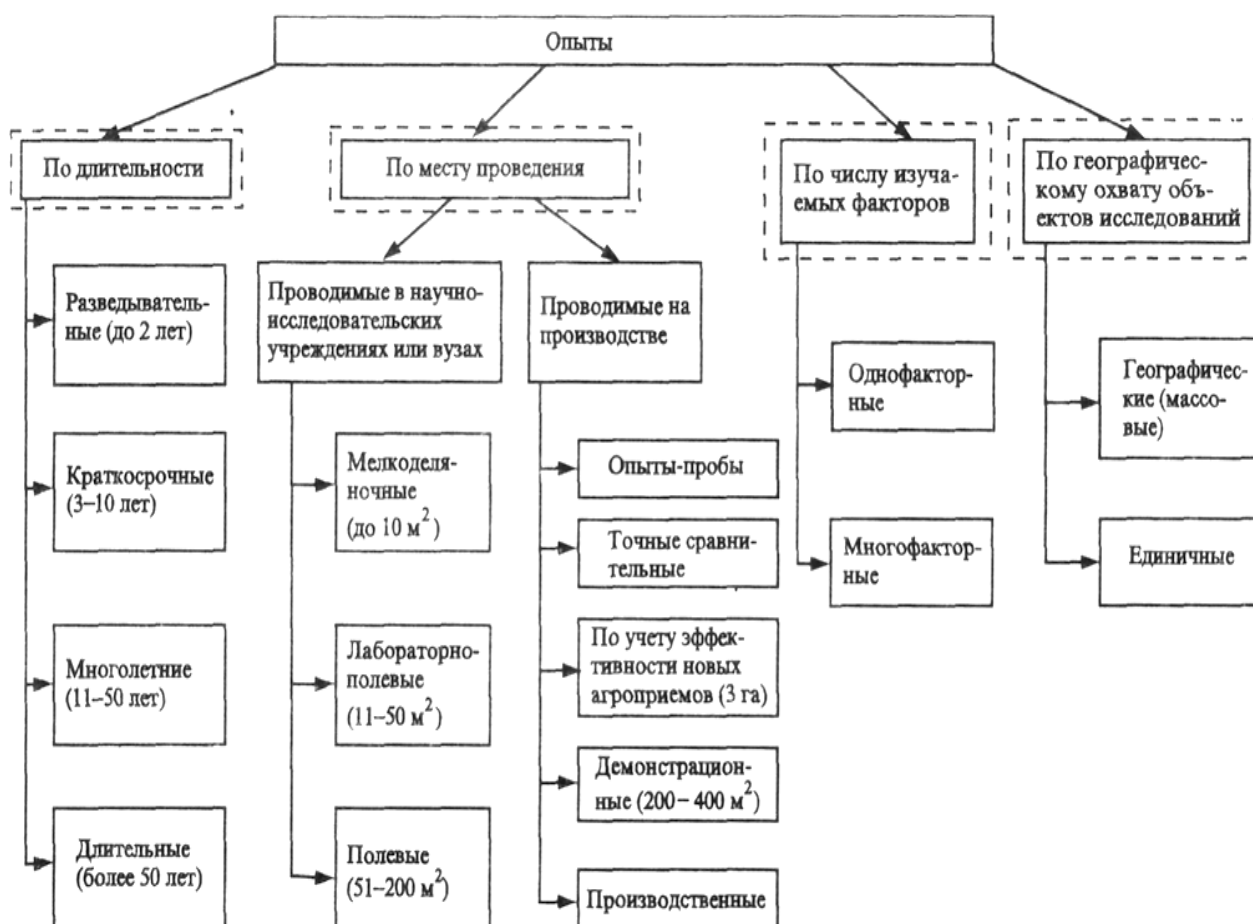 Опыты
По длительности
Разведыватель-
ные (до 2 лет)
Краткосрочные
(3–10 лет)
Многолетние
(11–50 лет)
Длительные
(более 50 лет)
По месту проведения
Проводимые в научно-
исследовательских
учреждениях или вузах
Мелкоделя-
ночные
(до 10 м²)
Лабораторно-
полевые
(11–50 м²)
Полевые
(51–200 м²)
Проводимые на
производстве
Опыты-пробы
Точные сравни-
тельные
По учету эффек-
тивности новых
агроприемов (3 га)
Демонстрацион-
ные (200– 400 м²)
Производственные
По числу изуча-
емых факторов
Однофактор-
ные
Многофактор-
ные
По географичес-
кому охвату объ-
ектов исследований
Географичес-
кие (массо-
вые)
Единичные